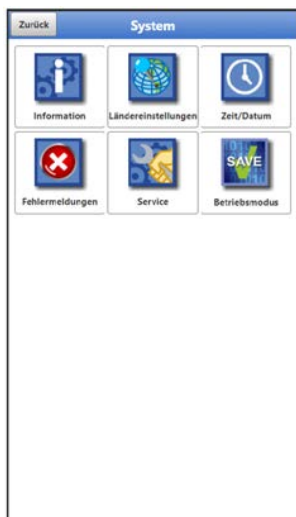 Zurück
System
Information
Ländereinstellungen
Zeit/Datum
Fehlermeldungen
Service
SAVE
Betriebsmodus